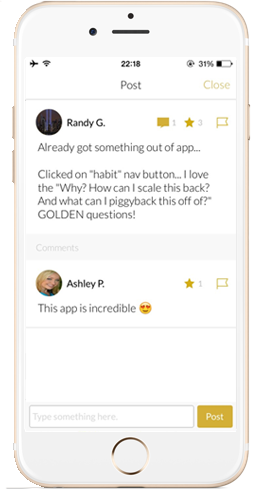 22:18
31%
Post
Close
Randy G.
1
3
Already got something out of app...
Clicked on "habit" nav button... I love
the "Why? How can I scale this back?
And what can I piggyback this off of?"
GOLDEN questions!
Comments
Ashley P.
1
This app is incredible 😍
Type something here.
Post